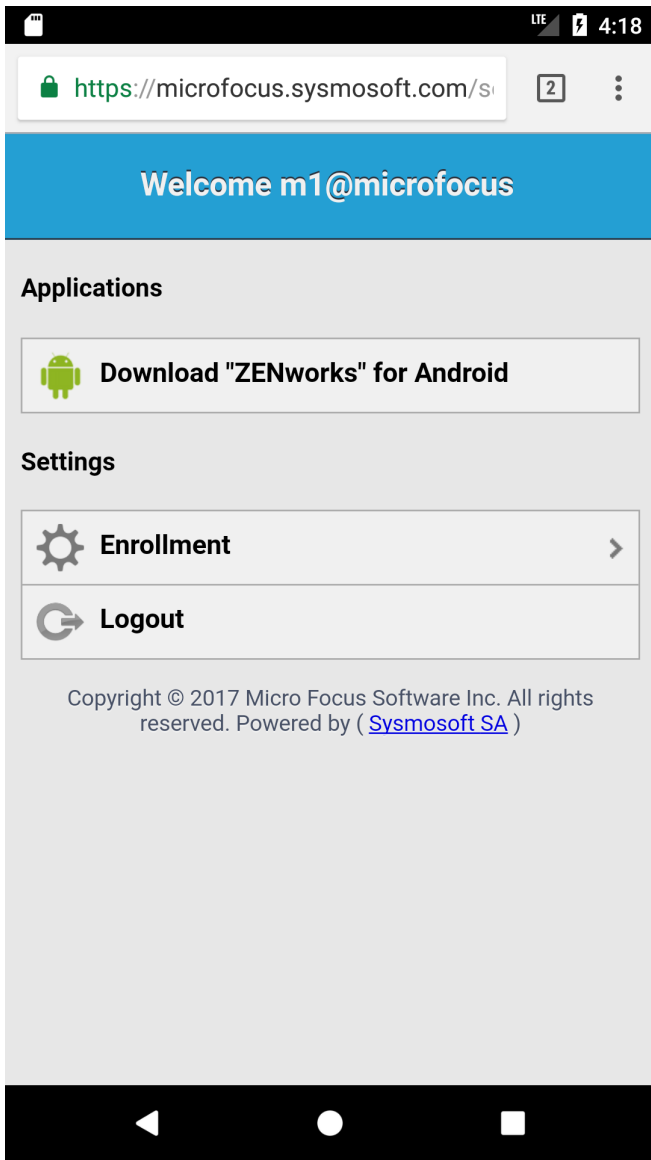 LTE 4:18
https://microfocus.sysmosoft.com/s
2
Welcome m1@microfocus
Applications
Download "ZENworks" for Android
Settings
Enrollment
Logout
Copyright © 2017 Micro Focus Software Inc. All rights
reserved. Powered by ( Sysmosoft SA )